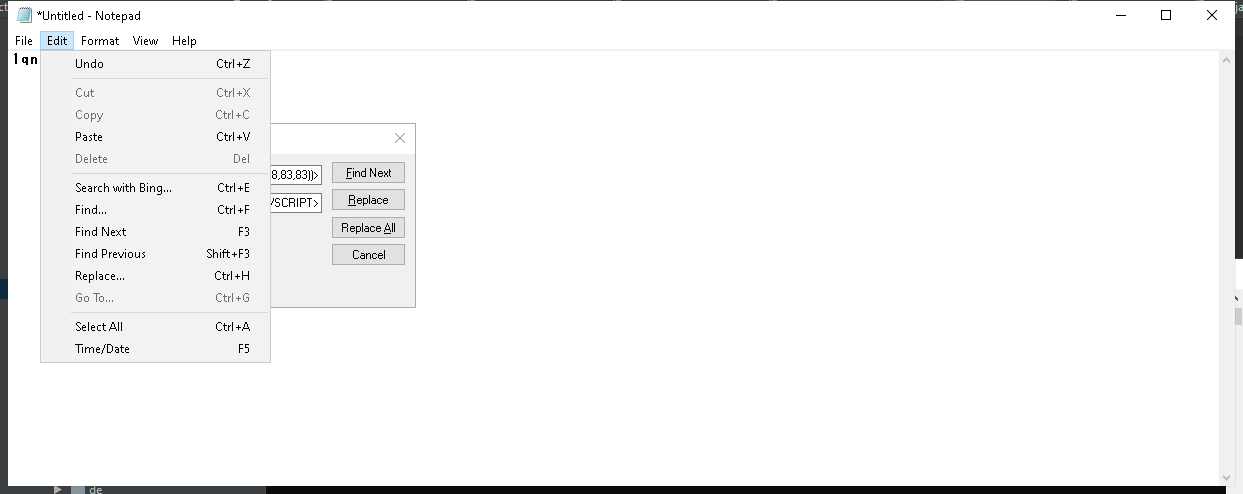 *Untitled - Notepad
File Edit Format View Help
1qn
Undo Ctrl+Z
Cut Ctrl+X
Copy Ctrl+C
Paste Ctrl+V
Delete Del
Search with Bing... Ctrl+E
Find... Ctrl+F
Find Next F3
Find Previous Shift+F3
Replace... Ctrl+H
Go To... Ctrl+G
Select All Ctrl+A
Time/Date F5
8,83,83))> Find Next
/SCRIPT> Replace
Replace All
Cancel
de